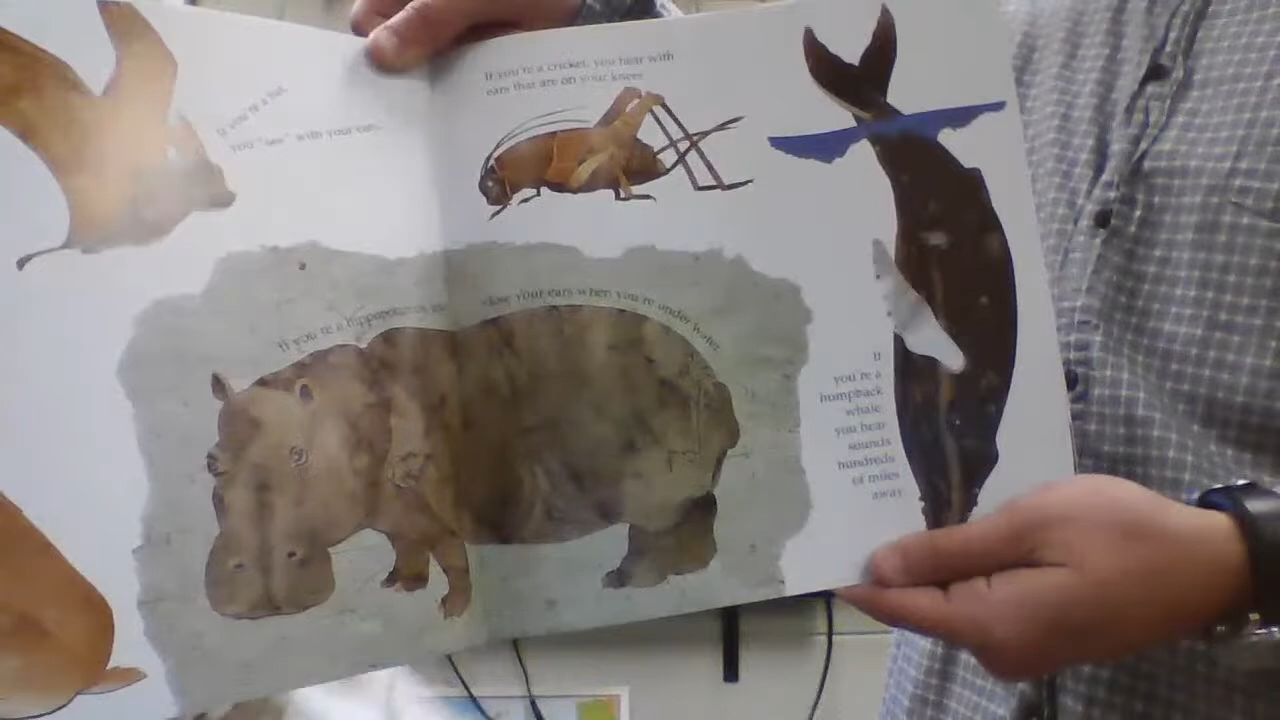 If you're a bat,
you "see" with your ears.
If you're a cricket, you hear with
ears that are on your knees.
If you're a hippopotamus, you close your ears when you're under water.
If
you're a
humpback
whale,
you hear
sounds
hundreds
of miles
away.